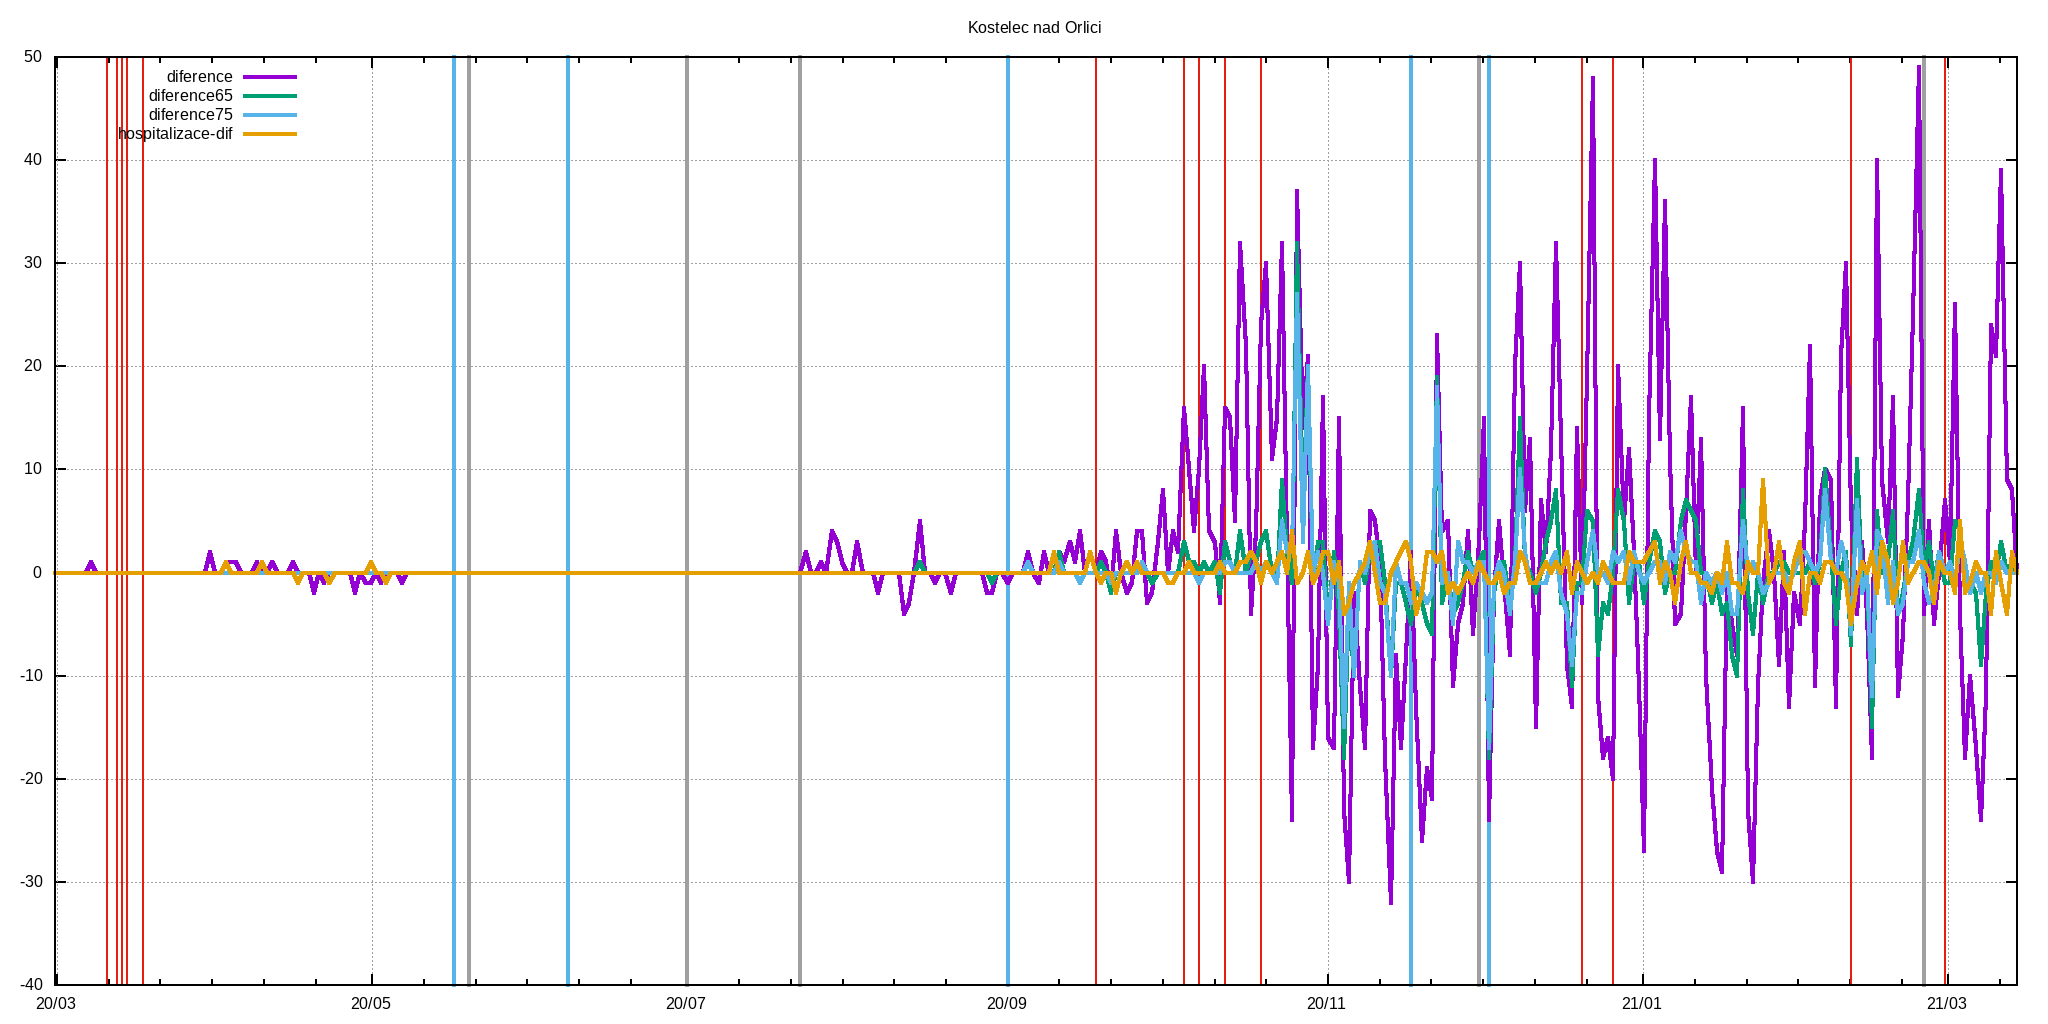 Kostelec nad Orlici
50
diference
diference65
diference75
hospitalizace-dif
40
30
20
10
0
-10
-20
-30
-40
20/03 20/05 20/07 20/09 20/11 21/01 21/03